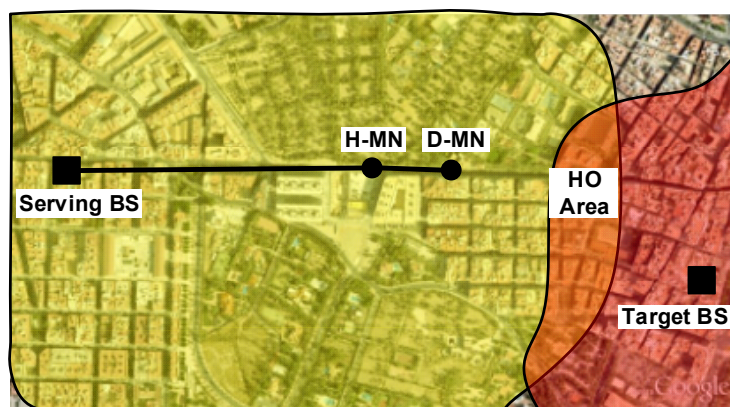 H-MN D-MN
Serving BS
HO
Area
Target BS
Google